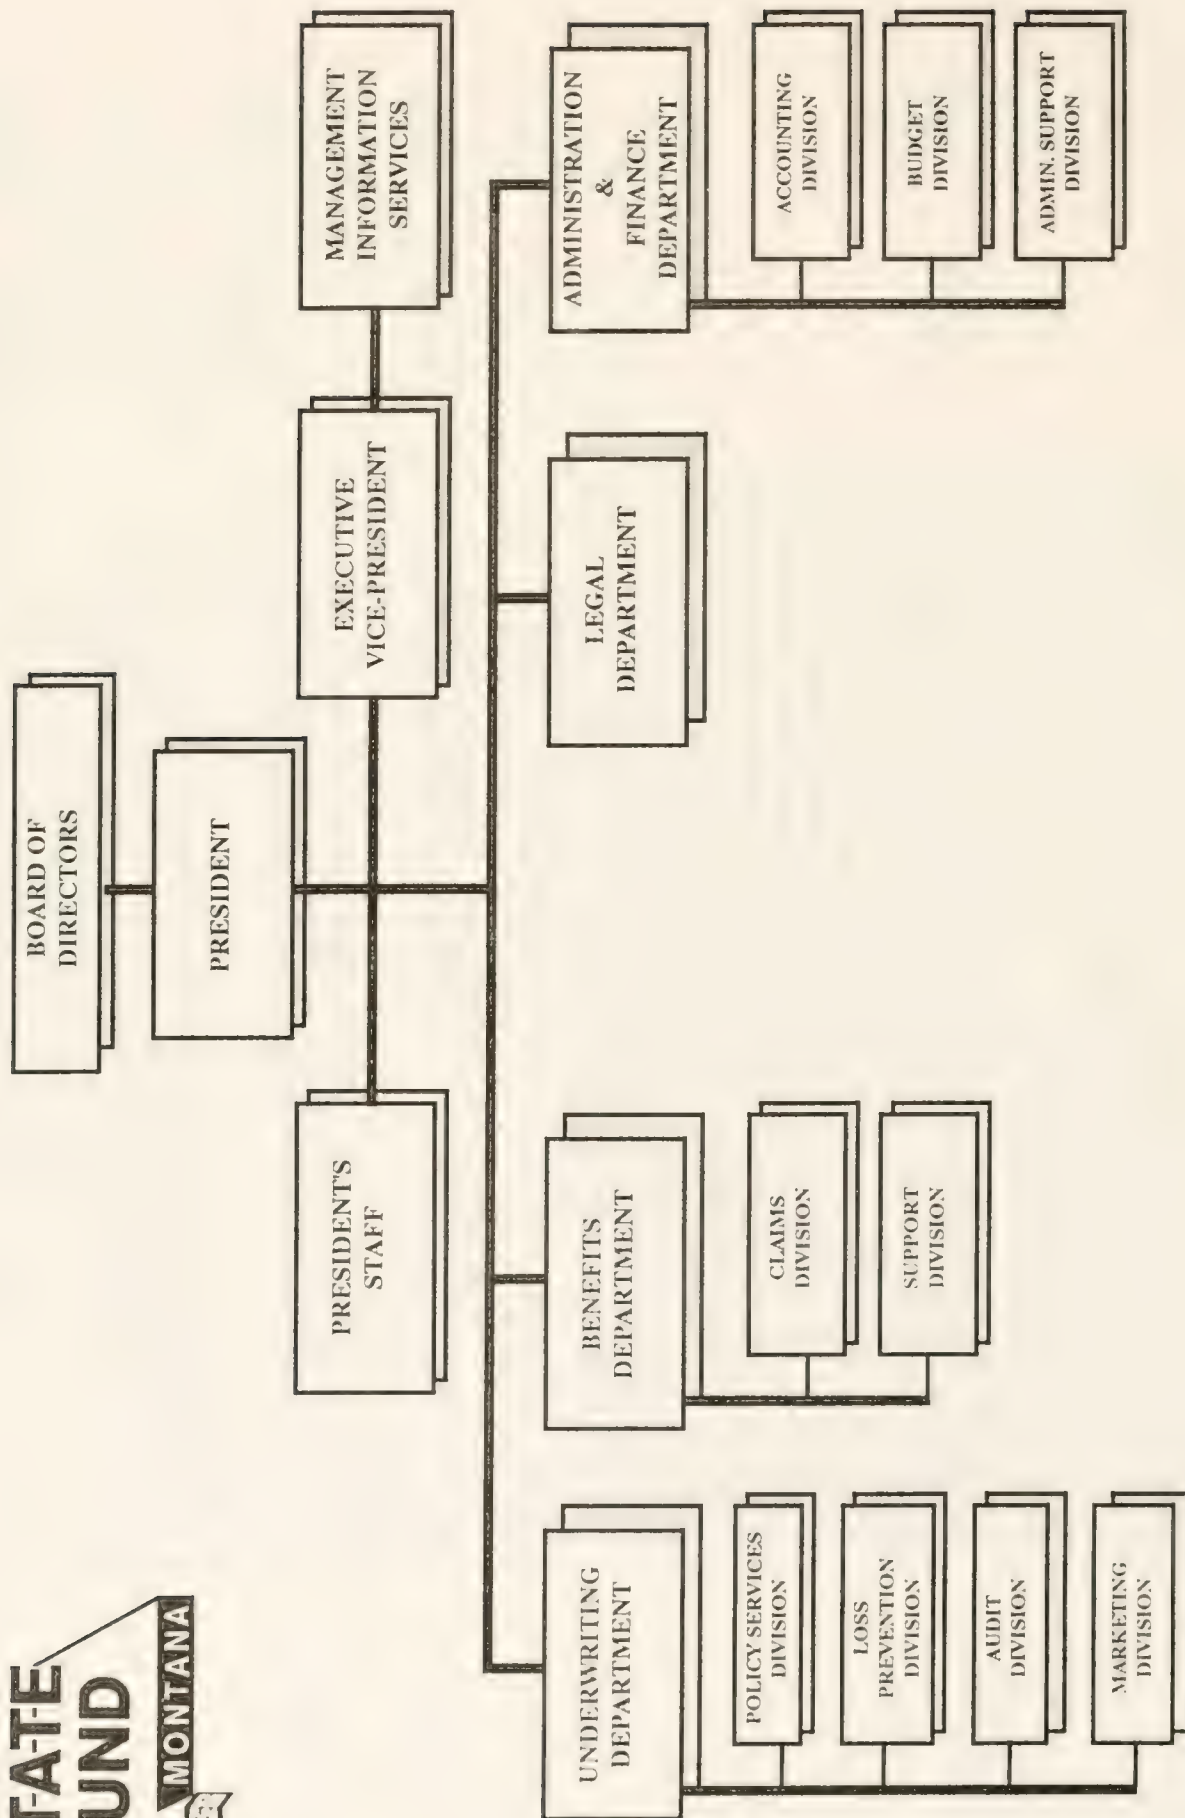 TATE
UND
MONTANA
BOARD OF
DIRECTORS
PRESIDENT
PRESIDENT'S
STAFF
EXECUTIVE
VICE-PRESIDENT
MANAGEMENT
INFORMATION
SERVICES
UNDERWRITING
DEPARTMENT
BENEFITS
DEPARTMENT
LEGAL
DEPARTMENT
ADMINISTRATION
&
FINANCE
DEPARTMENT
POLICY SERVICES
DIVISION
LOSS
PREVENTION
DIVISION
AUDIT
DIVISION
MARKETING
DIVISION
CLAIMS
DIVISION
SUPPORT
DIVISION
ACCOUNTING
DIVISION
BUDGET
DIVISION
ADMIN. SUPPORT
DIVISION